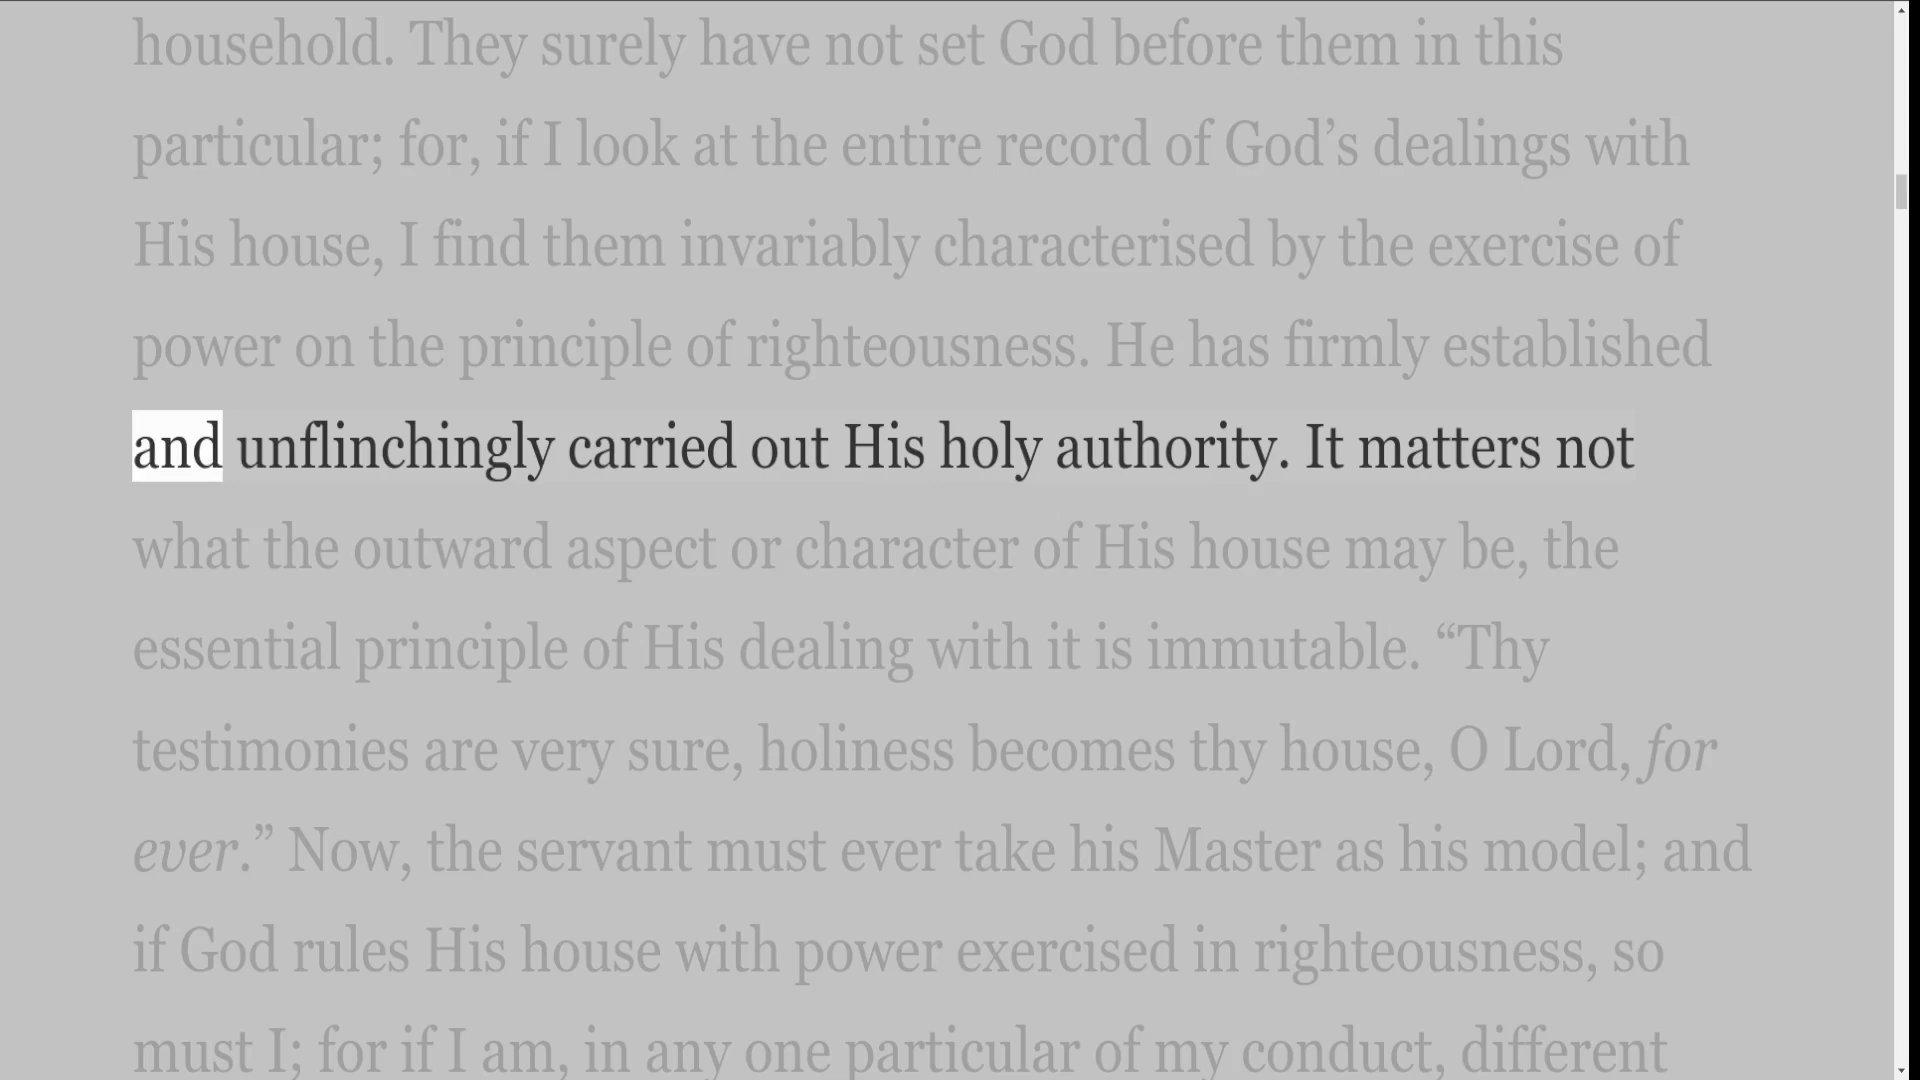 household. They surely have not set God before them in this
particular; for, if I look at the entire record of God’s dealings with
His house, I find them invariably characterised by the exercise of
power on the principle of righteousness. He has firmly established
and unflinchingly carried out His holy authority. It matters not
what the outward aspect or character of His house may be, the
essential principle of His dealing with it is immutable. “Thy
testimonies are very sure, holiness becomes thy house, O Lord, for
ever.” Now, the servant must ever take his Master as his model; and
if God rules His house with power exercised in righteousness, so
must I; for if I am, in any one particular of my conduct, different